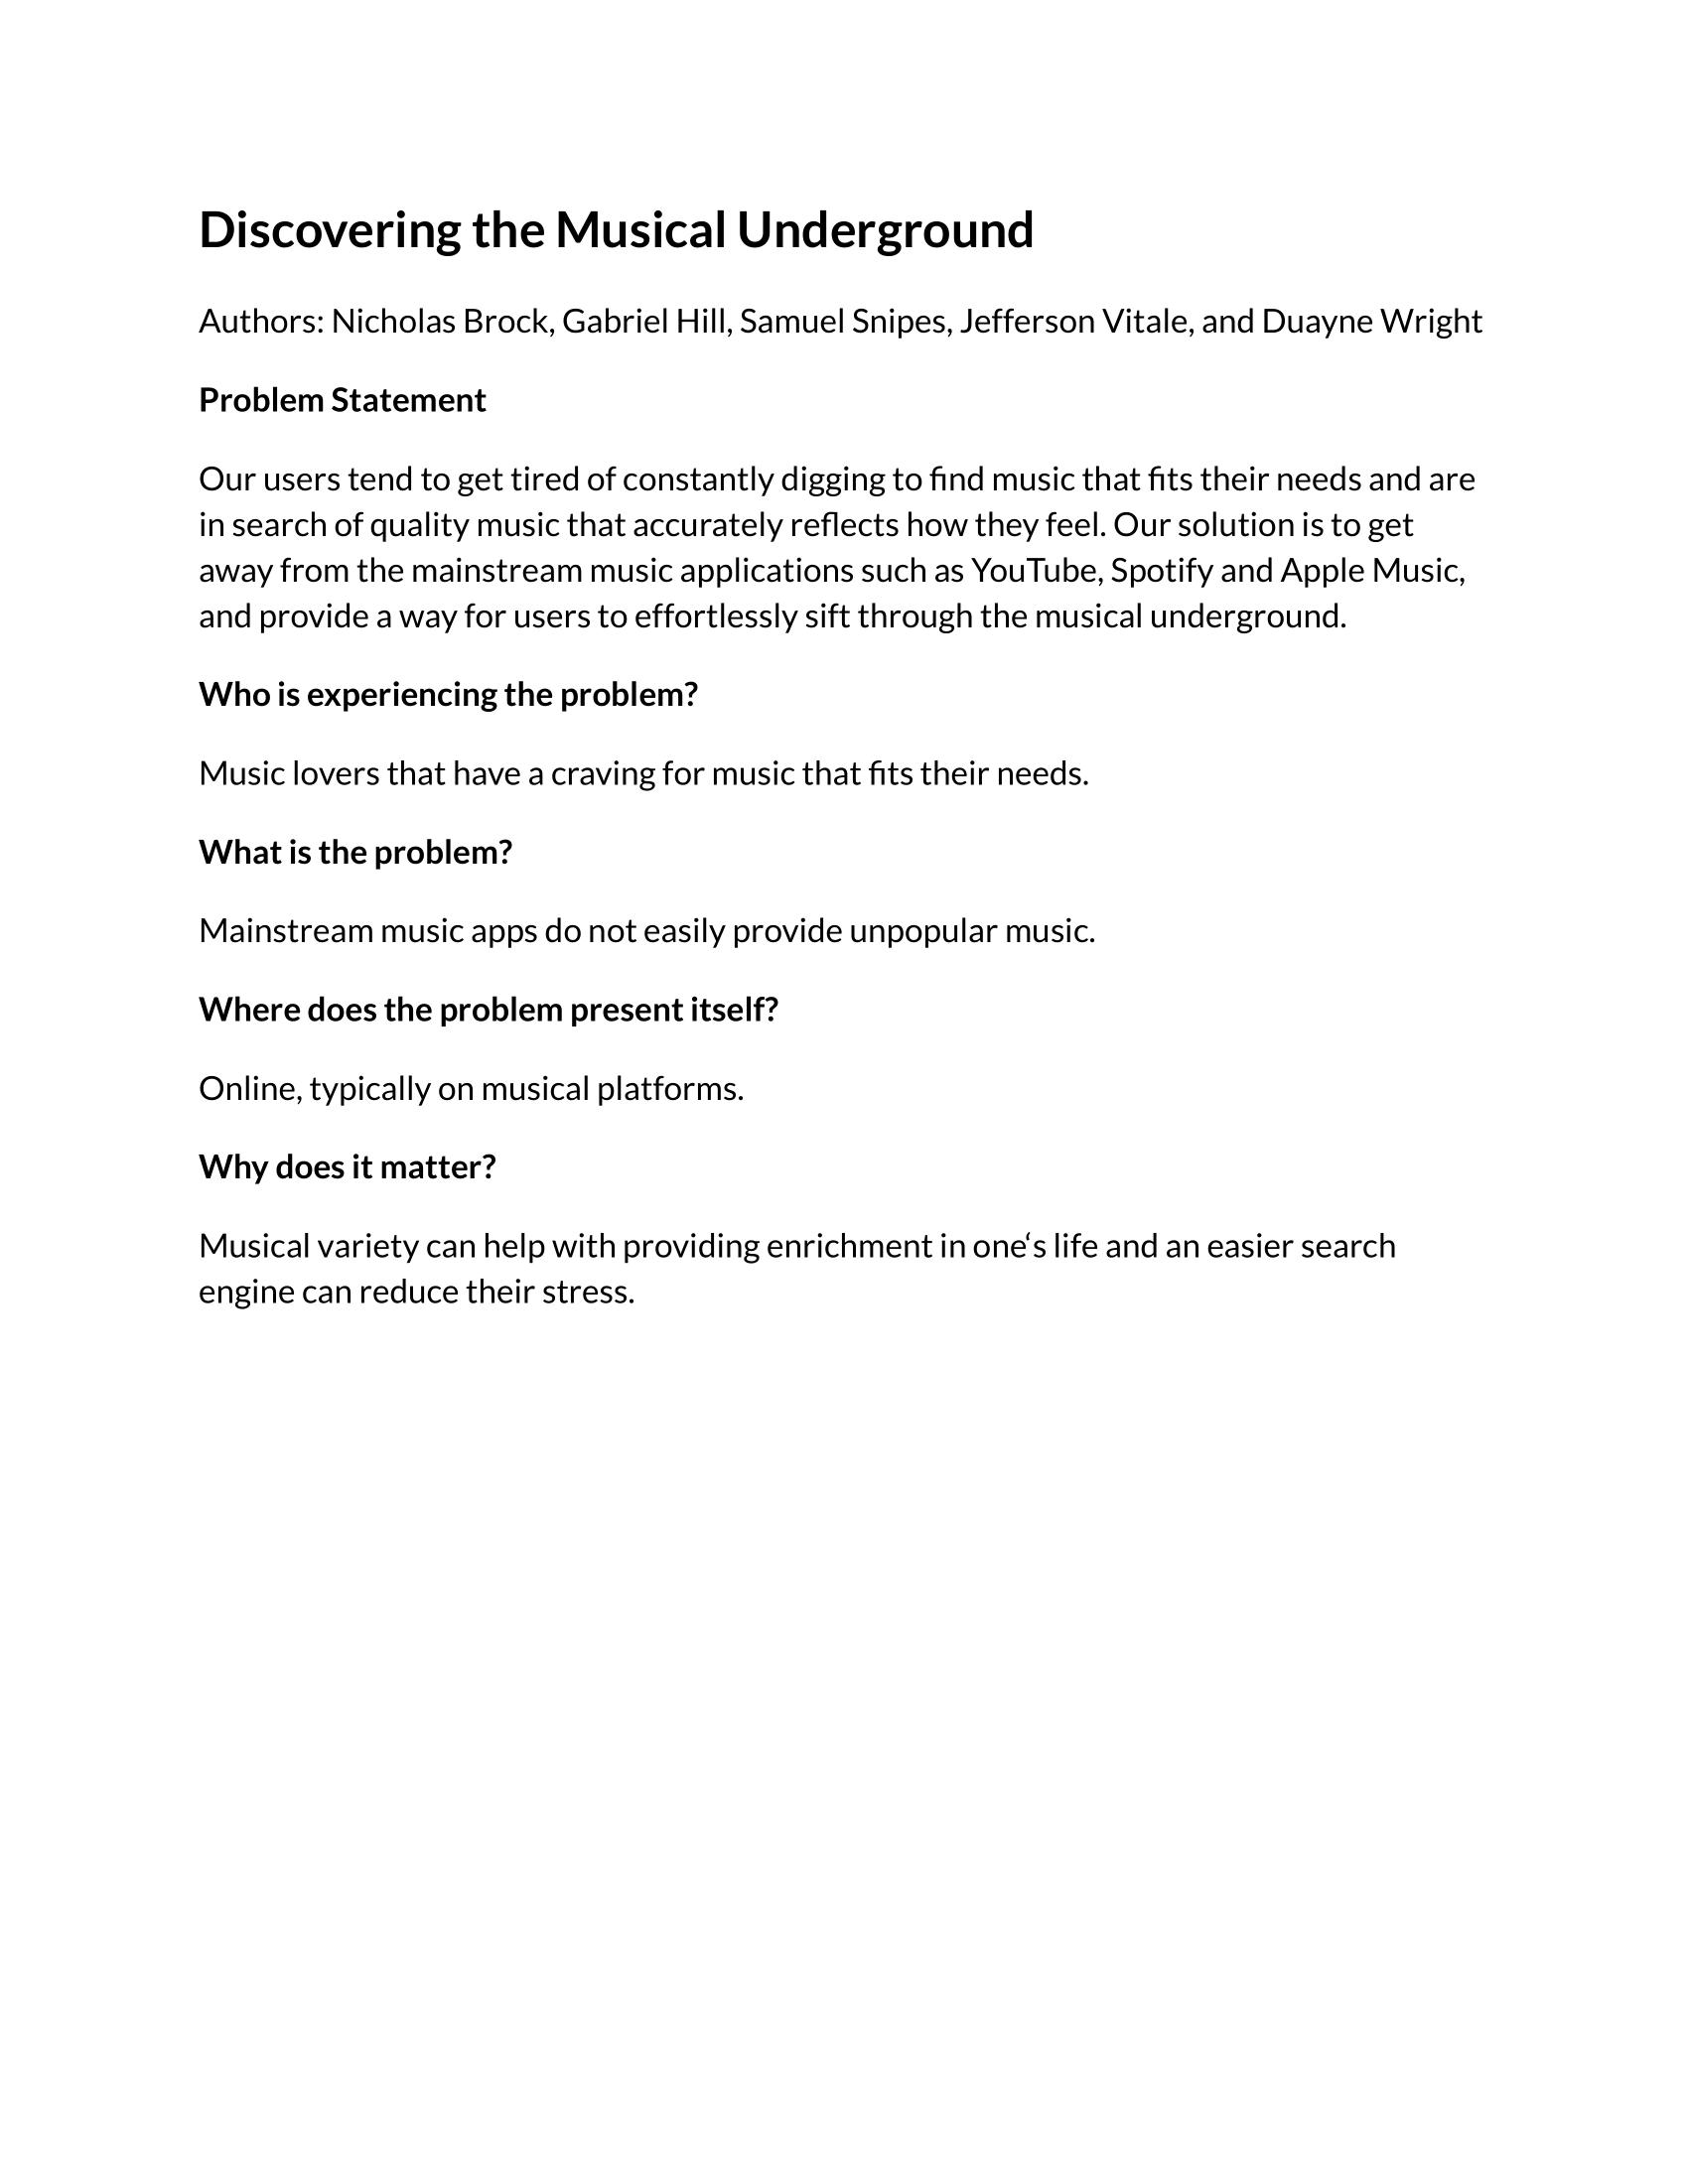 Discovering the Musical Underground
Authors: Nicholas Brock, Gabriel Hill, Samuel Snipes, Jefferson Vitale, and Duayne Wright
Problem Statement
Our users tend to get tired of constantly digging to find music that fits their needs and are
in search of quality music that accurately reflects how they feel. Our solution is to get
away from the mainstream music applications such as YouTube, Spotify and Apple Music,
and provide a way for users to effortlessly sift through the musical underground.
Who is experiencing the problem?
Music lovers that have a craving for music that fits their needs.
What is the problem?
Mainstream music apps do not easily provide unpopular music.
Where does the problem present itself?
Online, typically on musical platforms.
Why does it matter?
Musical variety can help with providing enrichment in one‘s life and an easier search
engine can reduce their stress.